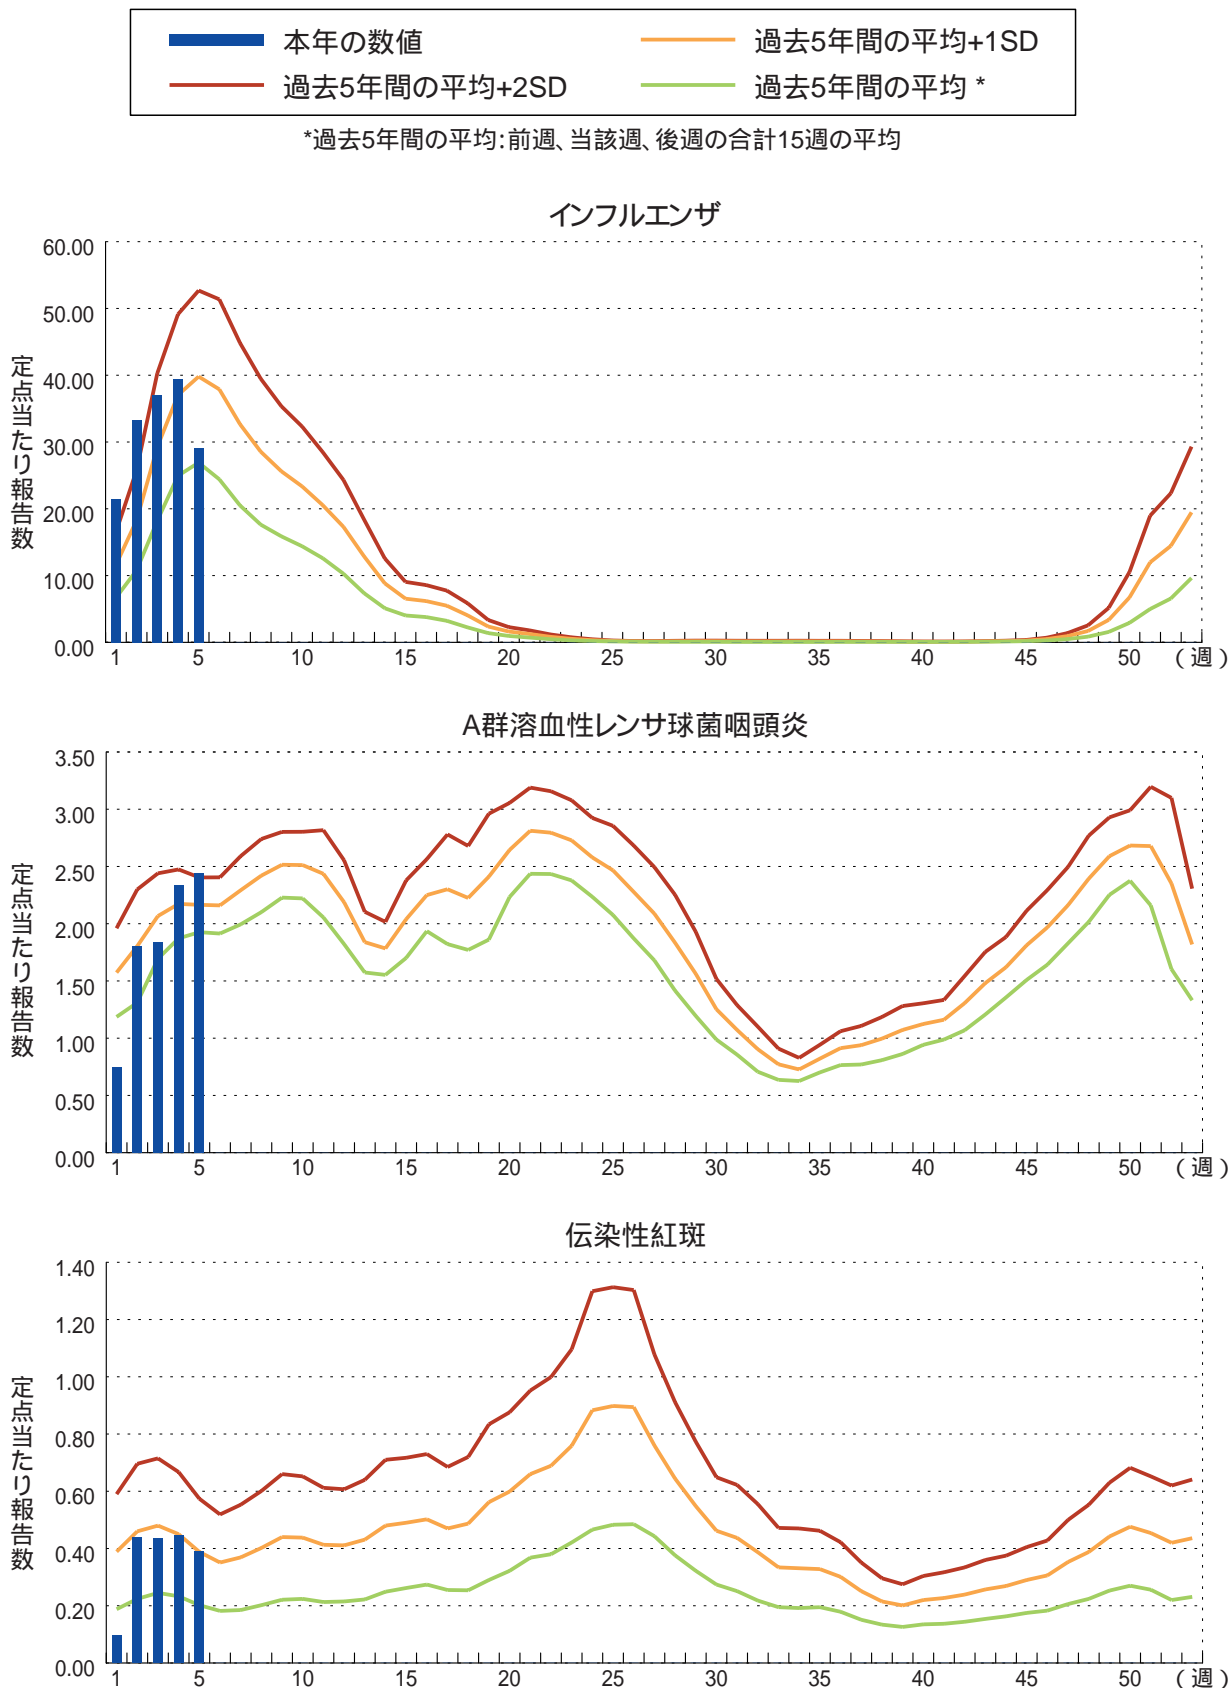 本年の数値
過去5年間の平均+1SD
過去5年間の平均+2SD
過去5年間の平均 *
*過去5年間の平均:前週、当該週、後週の合計15週の平均
インフルエンザ
定点当たり報告数
60.00
50.00
40.00
30.00
20.00
10.00
0.00
1 5 10 15 20 25 30 35 40 45 50 (週)
A群溶血性レンサ球菌咽頭炎
定点当たり報告数
3.50
3.00
2.50
2.00
1.50
1.00
0.50
0.00
1 5 10 15 20 25 30 35 40 45 50 (週)
伝染性紅斑
定点当たり報告数
1.40
1.20
1.00
0.80
0.60
0.40
0.20
0.00
1 5 10 15 20 25 30 35 40 45 50 (週)